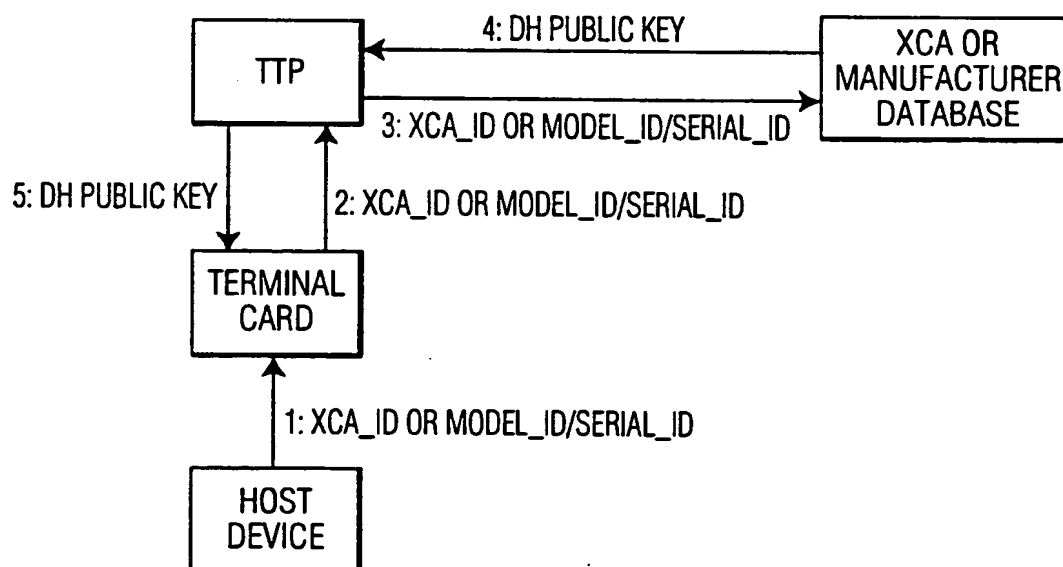 4: DH PUBLIC KEY
TTP
XCA OR
MANUFACTURER
DATABASE
3: XCA_ID OR MODEL_ID/SERIAL_ID
5: DH PUBLIC KEY
2: XCA_ID OR MODEL_ID/SERIAL_ID
TERMINAL
CARD
1: XCA_ID OR MODEL_ID/SERIAL_ID
HOST
DEVICE